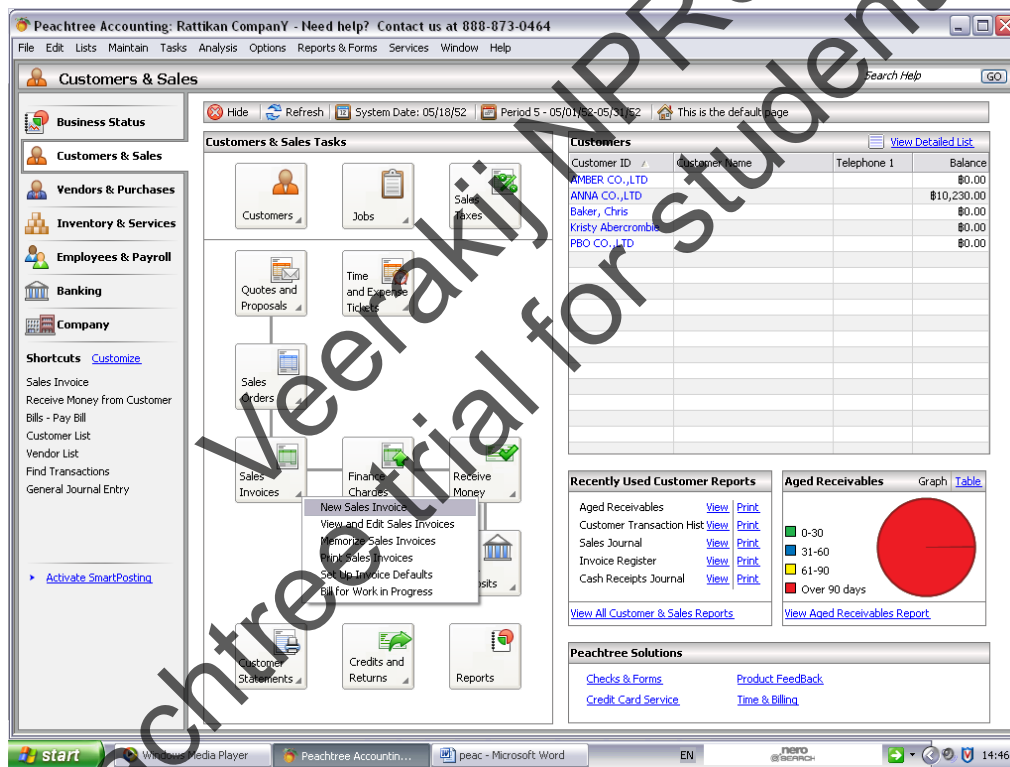 Peachtree Accounting: Rattikan CompanY - Need help? Contact us at 888-873-0464
File Edit Lists Maintain Tasks Analysis Options Reports & Forms Services Window Help
Customers & Sales
Search Help GO
Hide Refresh System Date: 05/18/52 Period 5 - 05/01/52-05/31/52 This is the default page
Business Status
Customers & Sales
Vendors & Purchases
Inventory & Services
Employees & Payroll
Banking
Company
Shortcuts Customize
Sales Invoice
Receive Money from Customer
Bills - Pay Bill
Customer List
Vendor List
Find Transactions
General Journal Entry
Activate SmartPosting
Customers & Sales Tasks
Customers
Jobs
Sales
Taxes
Quotes and
Proposals
Time
and Expense
Tickets
Sales
Orders
Sales
Invoices
Finance
Charges
Receive
Money
New Sales Invoice
View and Edit Sales Invoices
Memorize Sales Invoices
Print Sales Invoices
Set Up Invoice Defaults
Bill for Work in Progress
Customer
Statements
Credits and
Returns
Reports
Customers View Detailed List
Customer ID Customer Name Telephone 1 Balance
AMBER CO.,LTD ฿0.00
ANNA CO.,LTD ฿10,230.00
Baker, Chris ฿0.00
Kristy Abercrombie ฿0.00
PBO CO.,LTD ฿0.00
Recently Used Customer Reports
Aged Receivables View Print
Customer Transaction Hist View Print
Sales Journal View Print
Invoice Register View Print
Cash Receipts Journal View Print
View All Customer & Sales Reports
Aged Receivables Graph Table
0-30
31-60
61-90
Over 90 days
View Aged Receivables Report
Peachtree Solutions
Checks & Forms Product FeedBack
Credit Card Service Time & Billing
start Windows Media Player Peachtree Accountin... peac - Microsoft Word EN nero SEARCH 14:46
Veerakij NPR
trial for student